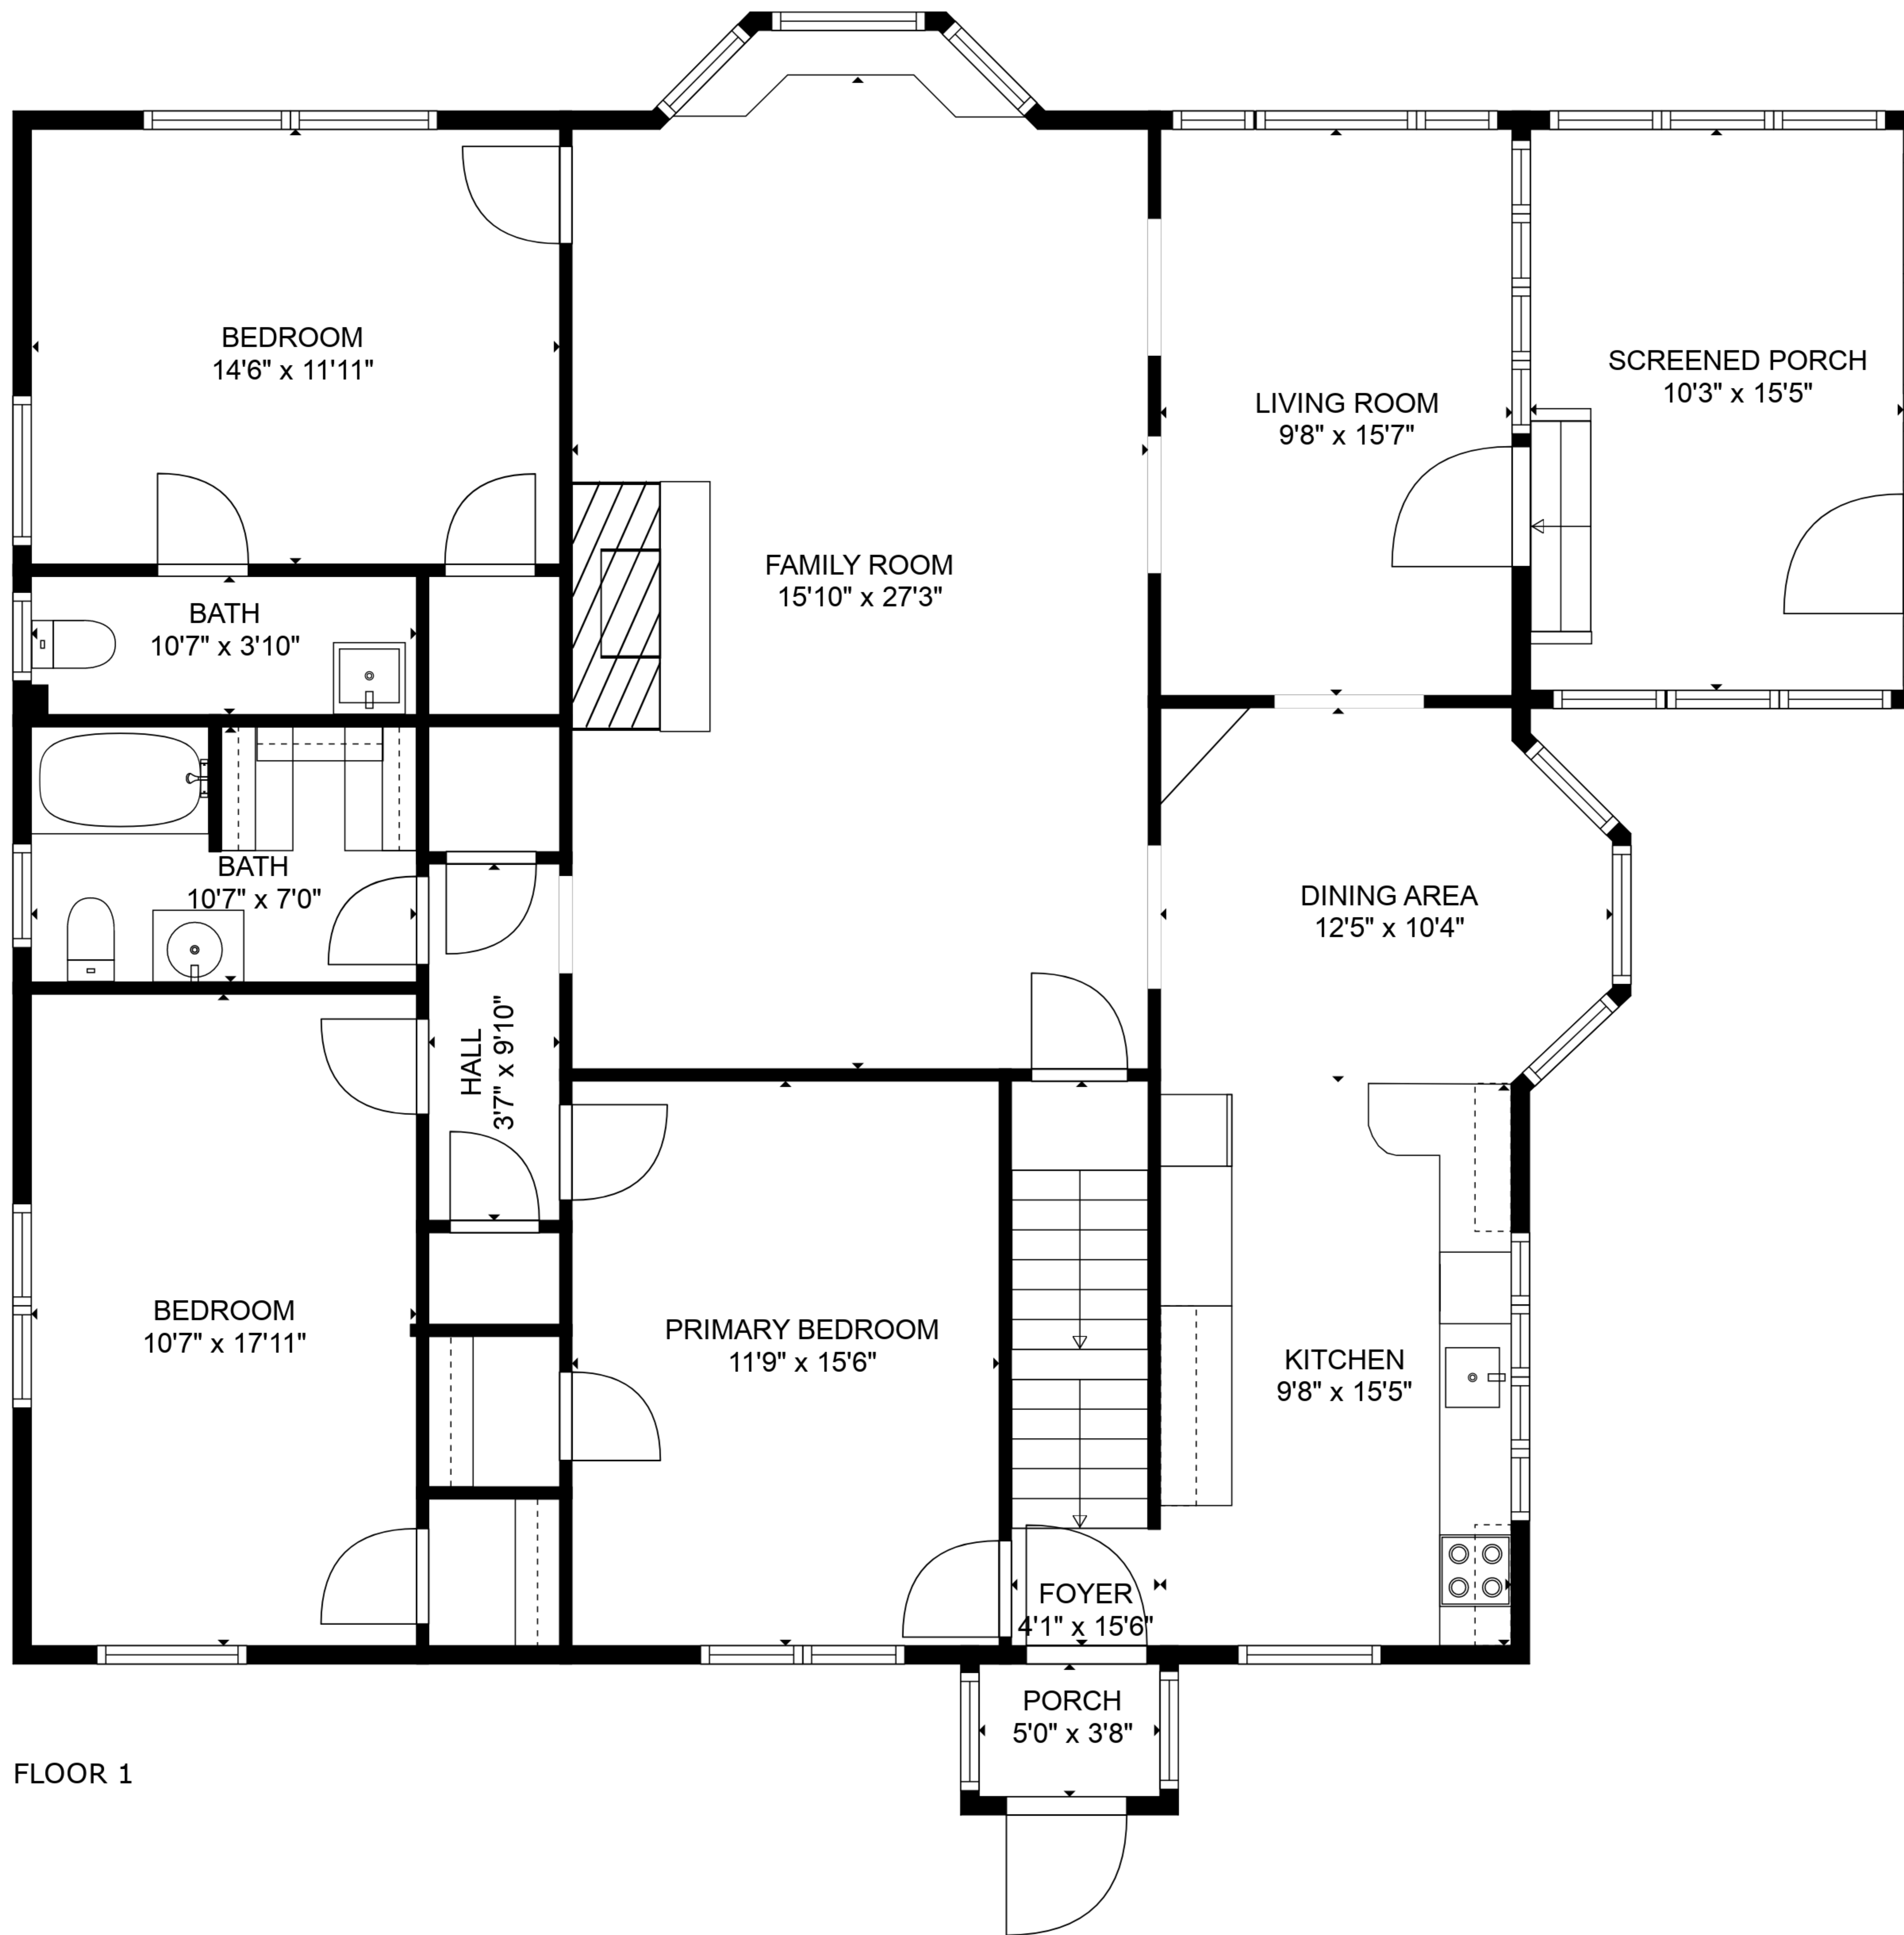 BEDROOM
14'6" x 11'11"
SCREENED PORCH
10'3" x 15'5"
LIVING ROOM
9'8" x 15'7"
FAMILY ROOM
15'10" x 27'3"
BATH
10'7" x 3'10"
BATH
10'7" x 7'0"
DINING AREA
12'5" x 10'4"
HALL
3'7" x 9'10"
BEDROOM
10'7" x 17'11"
PRIMARY BEDROOM
11'9" x 15'6"
KITCHEN
9'8" x 15'5"
FOYER
4'1" x 15'6"
PORCH
5'0" x 3'8"
FLOOR 1